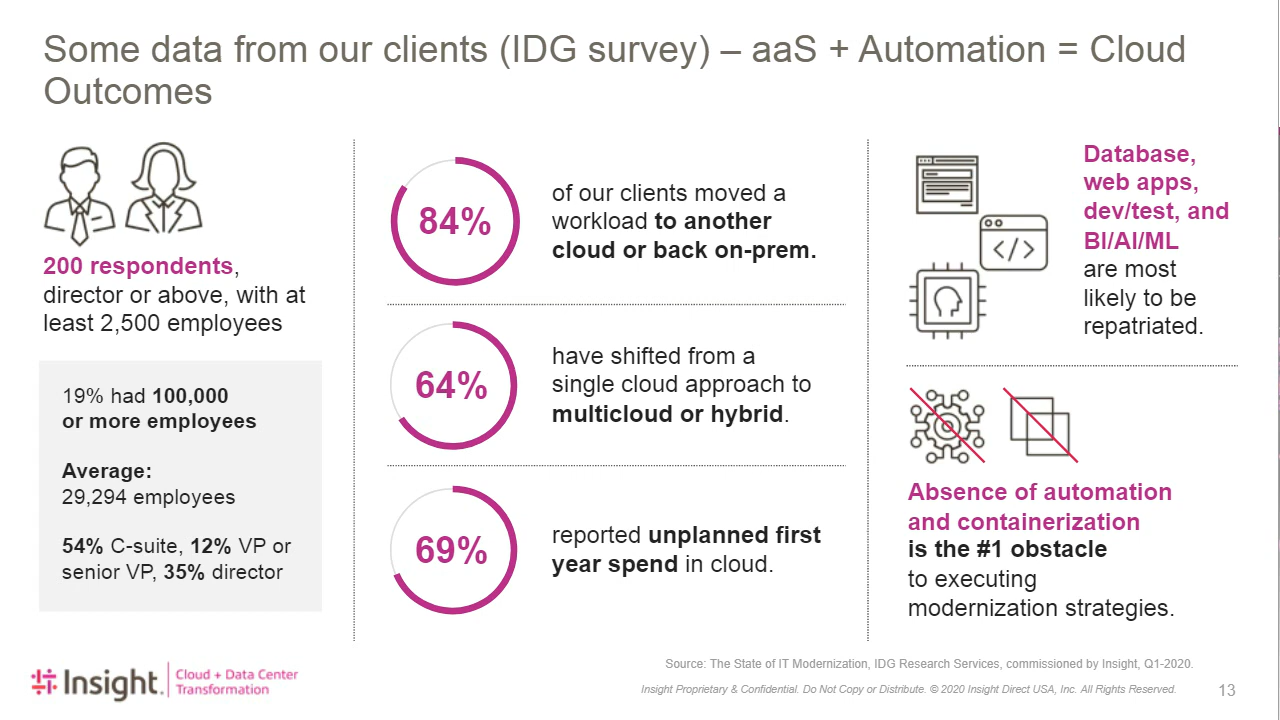 Some data from our clients (IDG survey) – aaS + Automation = Cloud
Outcomes
200 respondents,
director or above, with at
least 2,500 employees
19% had 100,000
or more employees
Average:
29,294 employees
54% C-suite, 12% VP or
senior VP, 35% director
84%
of our clients moved a
workload to another
cloud or back on-prem.
64%
have shifted from a
single cloud approach to
multicloud or hybrid.
69%
reported unplanned first
year spend in cloud.
Database,
web apps,
dev/test, and
BI/AI/ML
are most
likely to be
repatriated.
</>
Absence of automation
and containerization
is the #1 obstacle
to executing
modernization strategies.
Source: The State of IT Modernization, IDG Research Services, commissioned by Insight, Q1-2020.
Insight.
Cloud + Data Center
Transformation
Insight Proprietary & Confidential. Do Not Copy or Distribute. © 2020 Insight Direct USA, Inc. All Rights Reserved.
13